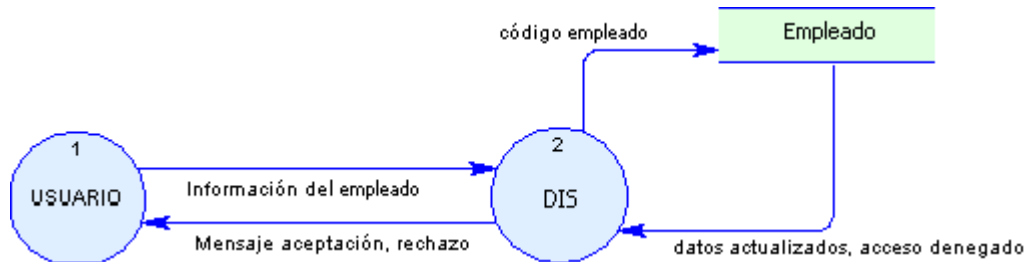 código empleado
Empleado
1
USUARIO
Información del empleado
Mensaje aceptación, rechazo
2
DIS
datos actualizados, acceso denegado